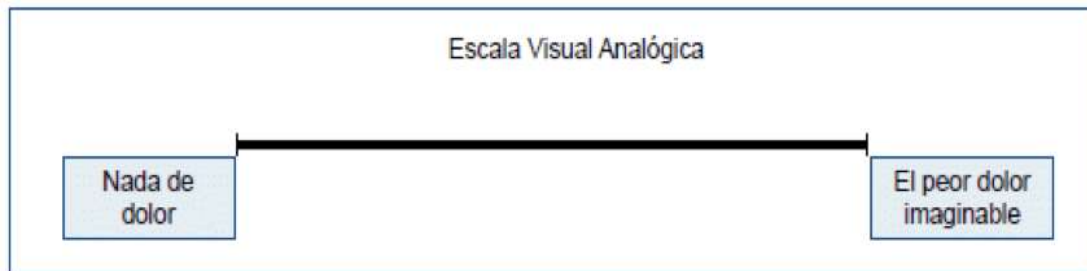 Escala Visual Analógica
Nada de
dolor
El peor dolor
imaginable